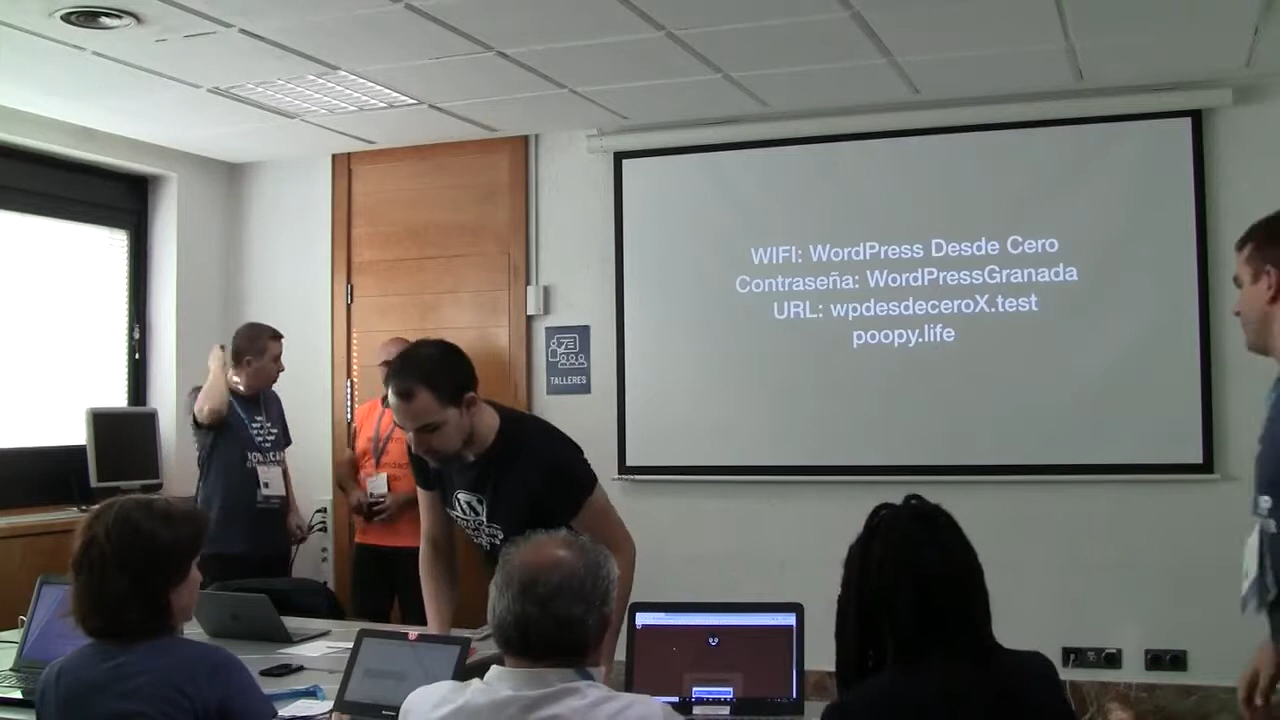 WIFI: WordPress Desde Cero
Contraseña: WordPressGranada
URL: wpdesdeceroX.test
poopy.life
TALLERES